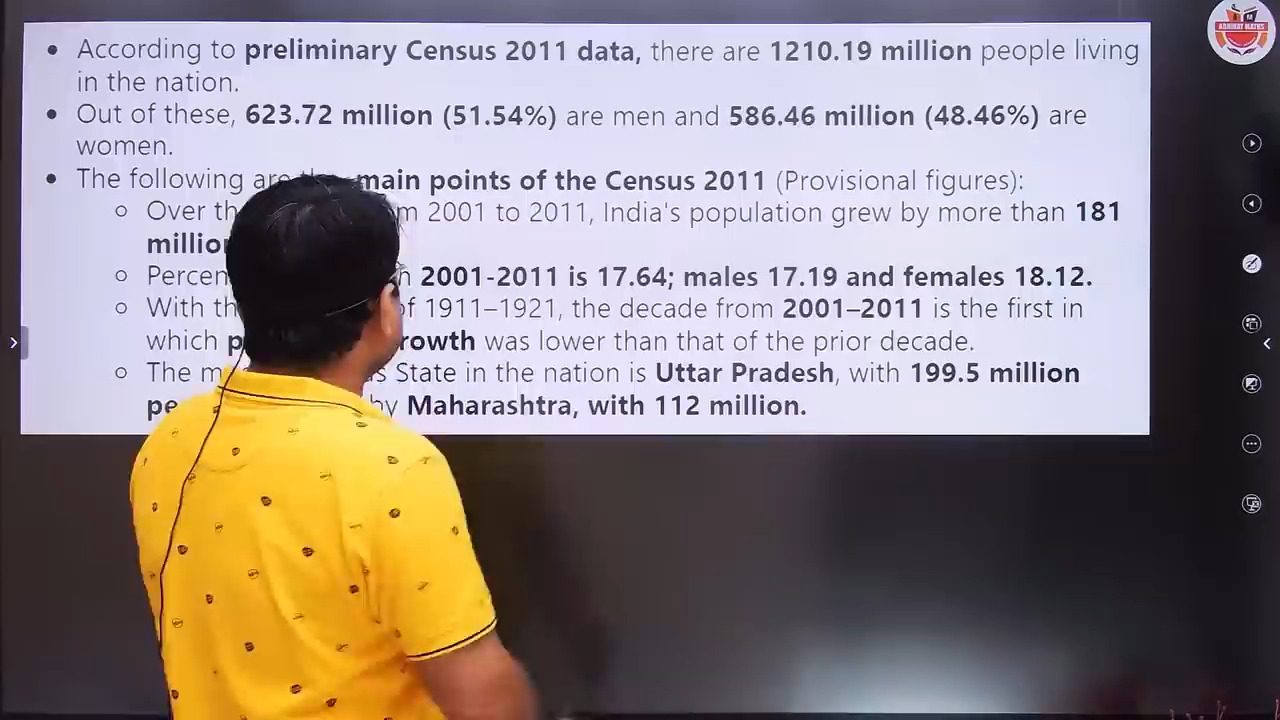 • According to preliminary Census 2011 data, there are 1210.19 million people living
in the nation.
• Out of these, 623.72 million (51.54%) are men and 586.46 million (48.46%) are
women.
• The following are main points of the Census 2011 (Provisional figures):
○ Over 2001 to 2011, India's population grew by more than 181
○ 2001-2011 is 17.64; males 17.19 and females 18.12.
○ With of 1911–1921, the decade from 2001–2011 is the first in
which was lower than that of the prior decade.
○ The State in the nation is Uttar Pradesh, with 199.5 million
by Maharashtra, with 112 million.
ABHINAY MATHS